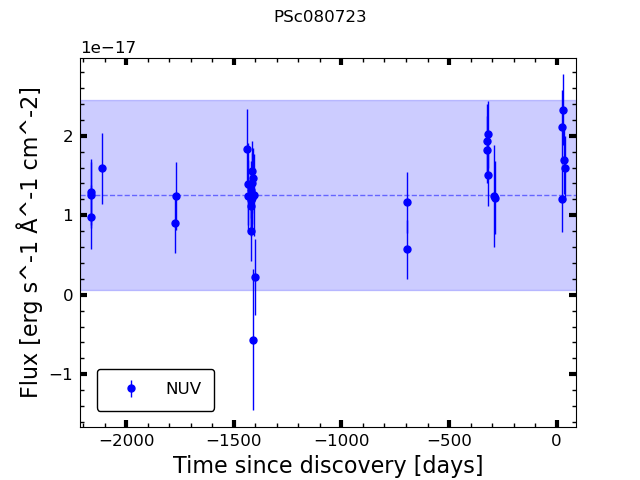 PSc080723
1e−17
Flux [erg s^-1 Å^-1 cm^-2]
2
1
0
−1
NUV
−2000 −1500 −1000 −500 0
Time since discovery [days]